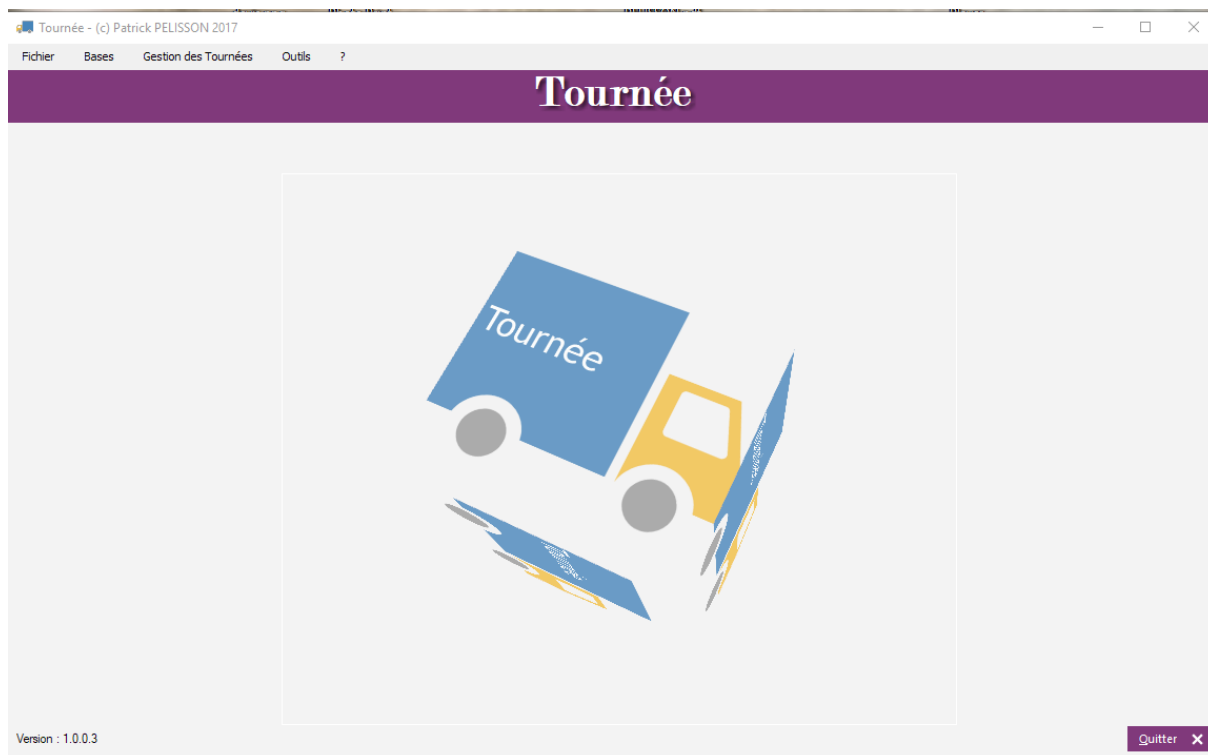 Tournée - (c) Patrick PELISSON 2017
Fichier Bases Gestion des Tournées Outils ?
Tournée
Tournée
Version : 1.0.0.3
Quitter